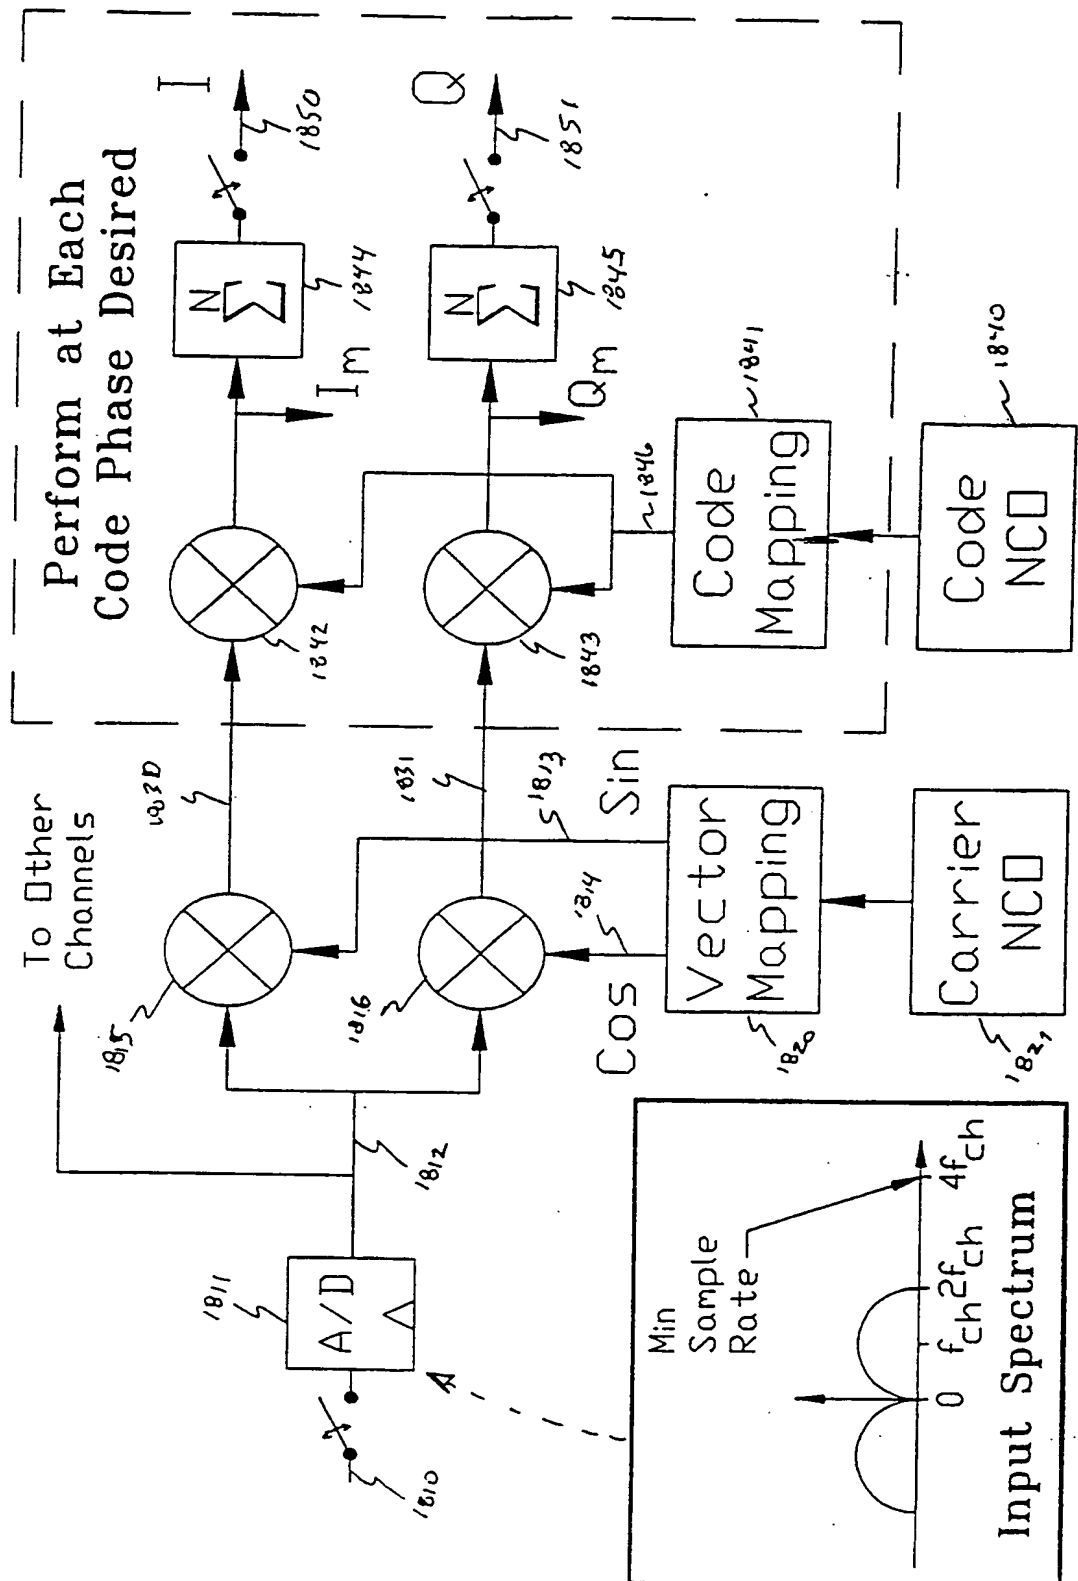 Perform at Each
Code Phase Desired
To Other
Channels
I
1850
Q
1851
N
Σ
1844
N
Σ
1845
Im
Qm
1842
1843
1846
Code
Mapping
1841
Code
NCO
1840
1830
1831
Sin
1813
Cos
1814
1815
1816
Vector
Mapping
1820
Carrier
NCO
1821
1812
1811
A/D
1810
Min
Sample
Rate
0
fch
2fch
4fch
Input Spectrum